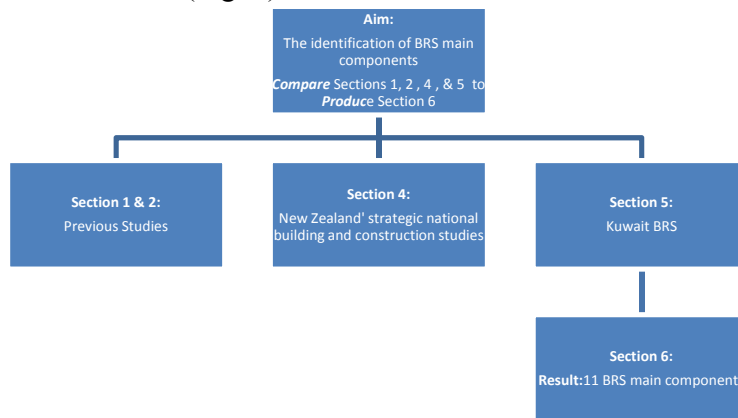 Aim:
The identification of BRS main
components
Compare Sections 1, 2 , 4 , & 5 to
Produce Section 6
Section 1 & 2:
Previous Studies
Section 4:
New Zealand' strategic national
building and construction studies
Section 5:
Kuwait BRS
Section 6:
Result:11 BRS main component